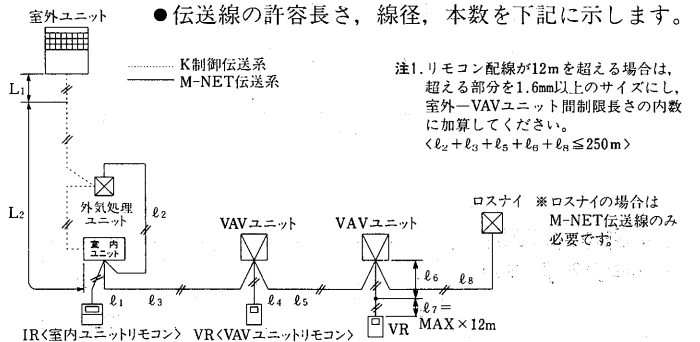 ●伝送線の許容長さ，線径，本数を下記に示します。
室外ユニット
K制御伝送系
M-NET伝送系
注1. リモコン配線が12mを超える場合は，
超える部分を1.6mm以上のサイズにし，
室外―VAVユニット間制限長さの内数
に加算してください。
〈ℓ2+ℓ3+ℓ5+ℓ6+ℓ8≦250m〉
L1
L2
外気処理
ユニット
ℓ2
室内
ユニット
VAVユニット
VAVユニット
ロスナイ
※ロスナイの場合は
M-NET伝送線のみ
必要です。
ℓ1
ℓ3
ℓ4
ℓ5
ℓ6
ℓ8
ℓ7=
MAX×12m
IR〈室内ユニットリモコン〉
VR〈VAVユニットリモコン〉
VR